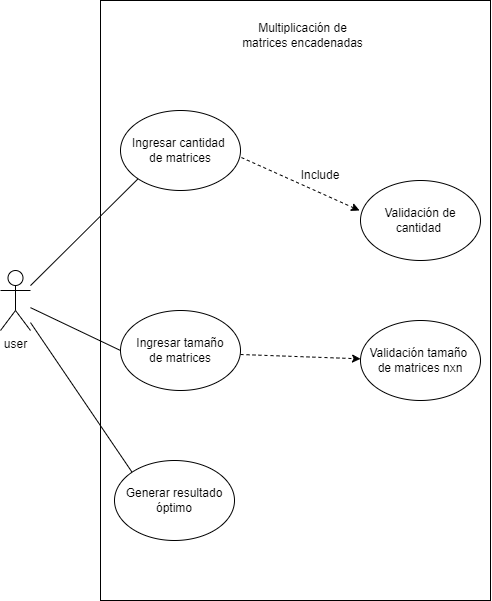 Multiplicación de
matrices encadenadas
Ingresar cantidad
de matrices
Include
Validación de
cantidad
user
Ingresar tamaño
de matrices
Validación tamaño
de matrices nxn
Generar resultado
óptimo